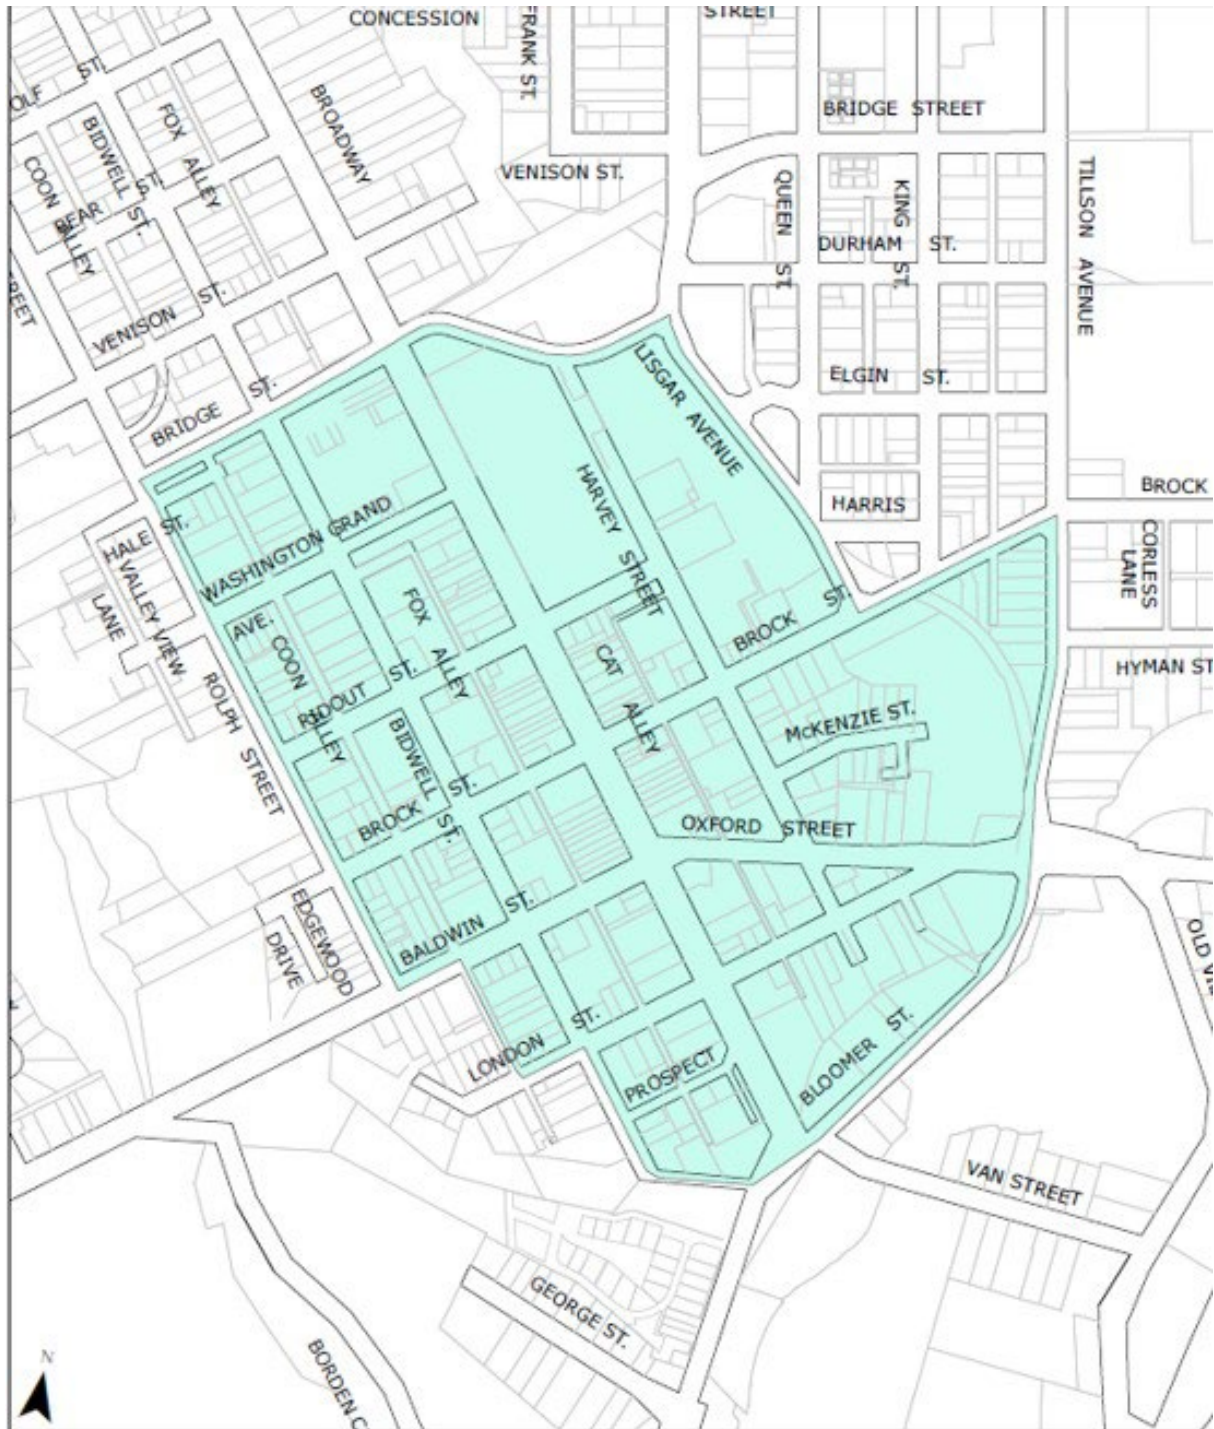 CONCESSION
FRANK ST.
STREET
OLF ST.
FOX ALLEY
BROADWAY
BRIDGE STREET
BIDWELL ST.
COON ALLEY
BEAR ST.
VENISON ST.
QUEEN ST.
KING ST.
TILLSON AVENUE
DURHAM ST.
REET
VENISON ST.
LISGAR AVENUE
ELGIN ST.
BRIDGE ST.
HARVEY STREET
HARRIS
BROCK
HALE ST.
WASHINGTON GRAND
AVE.
CORLESS LANE
VALLEY VIEW LANE
FOX ALLEY
BROCK ST.
COON ALLEY
CAT ALLEY
HYMAN ST
RIDOUT ST.
ROLPH STREET
BIDWELL ST.
McKENZIE ST.
BROCK ST.
OXFORD STREET
EDGEWOOD DRIVE
BALDWIN ST.
OLD
LONDON ST.
PROSPECT
BLOOMER ST.
VAN STREET
GEORGE ST.
BORDEN C
N